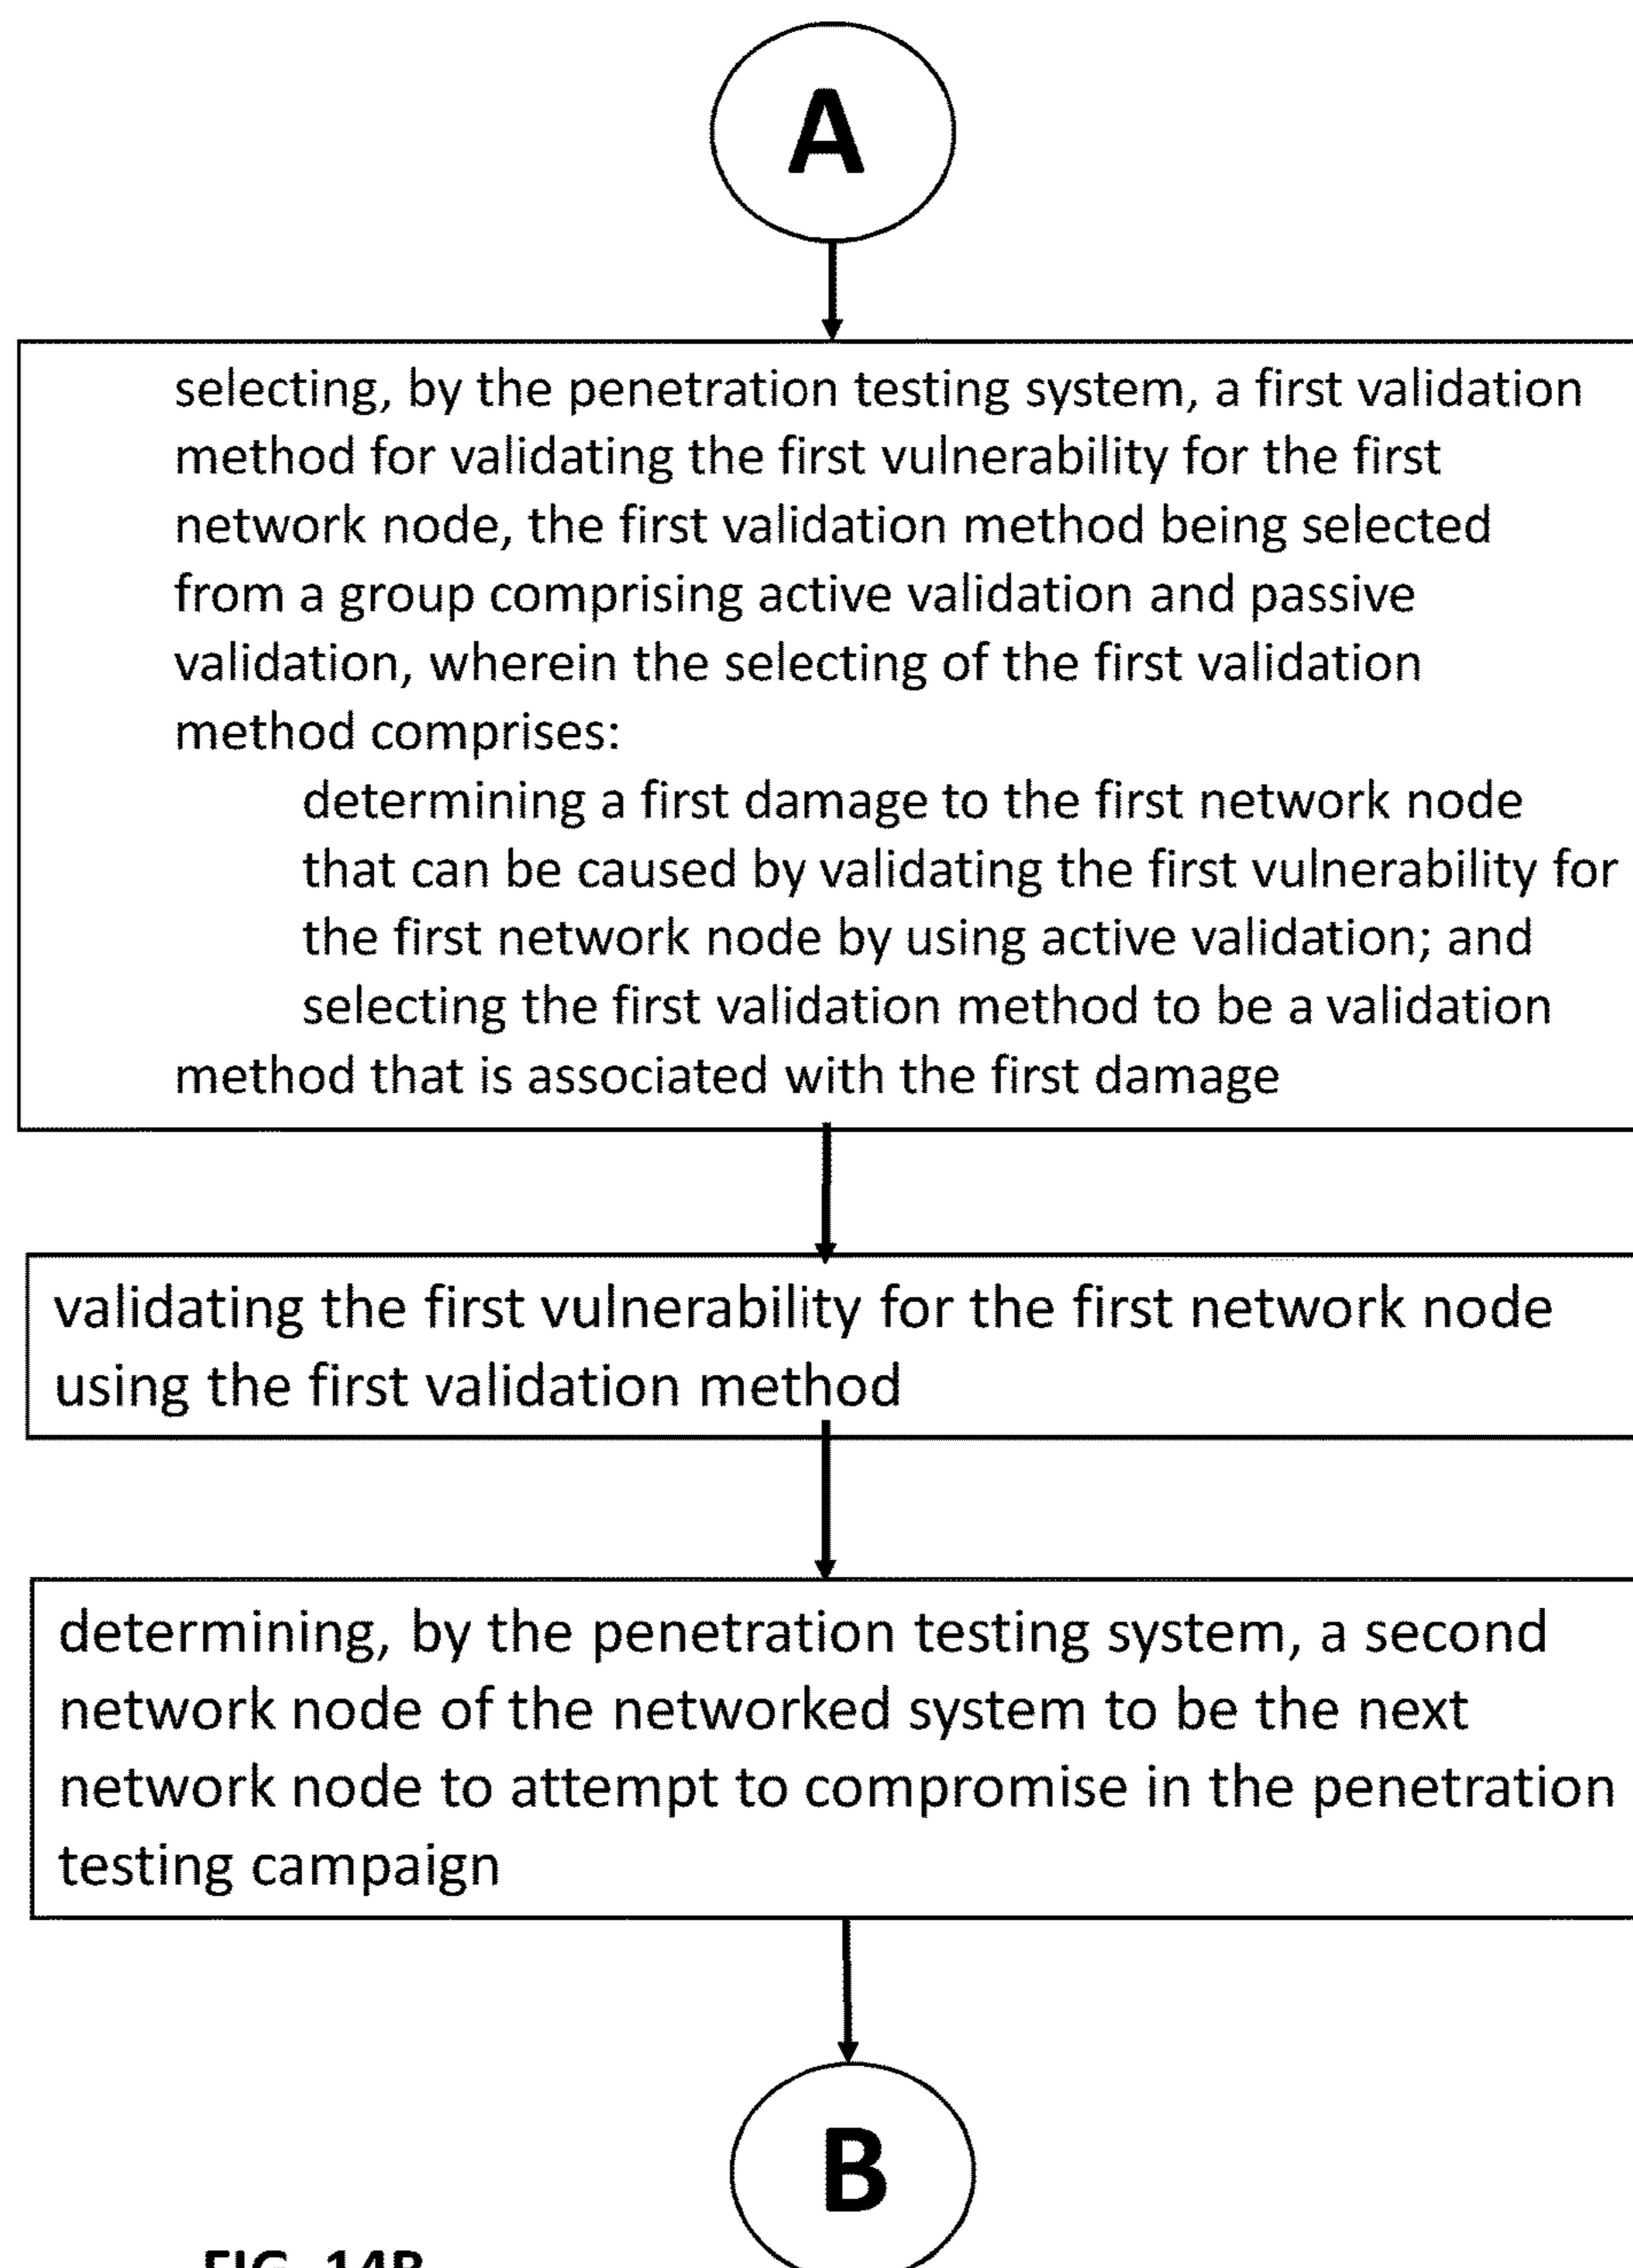 A
selecting, by the penetration testing system, a first validation
method for validating the first vulnerability for the first
network node, the first validation method being selected
from a group comprising active validation and passive
validation, wherein the selecting of the first validation
method comprises:
determining a first damage to the first network node
that can be caused by validating the first vulnerability for
the first network node by using active validation; and
selecting the first validation method to be a validation
method that is associated with the first damage
validating the first vulnerability for the first network node
using the first validation method
determining, by the penetration testing system, a second
network node of the networked system to be the next
network node to attempt to compromise in the penetration
testing campaign
B
FIG. 14B